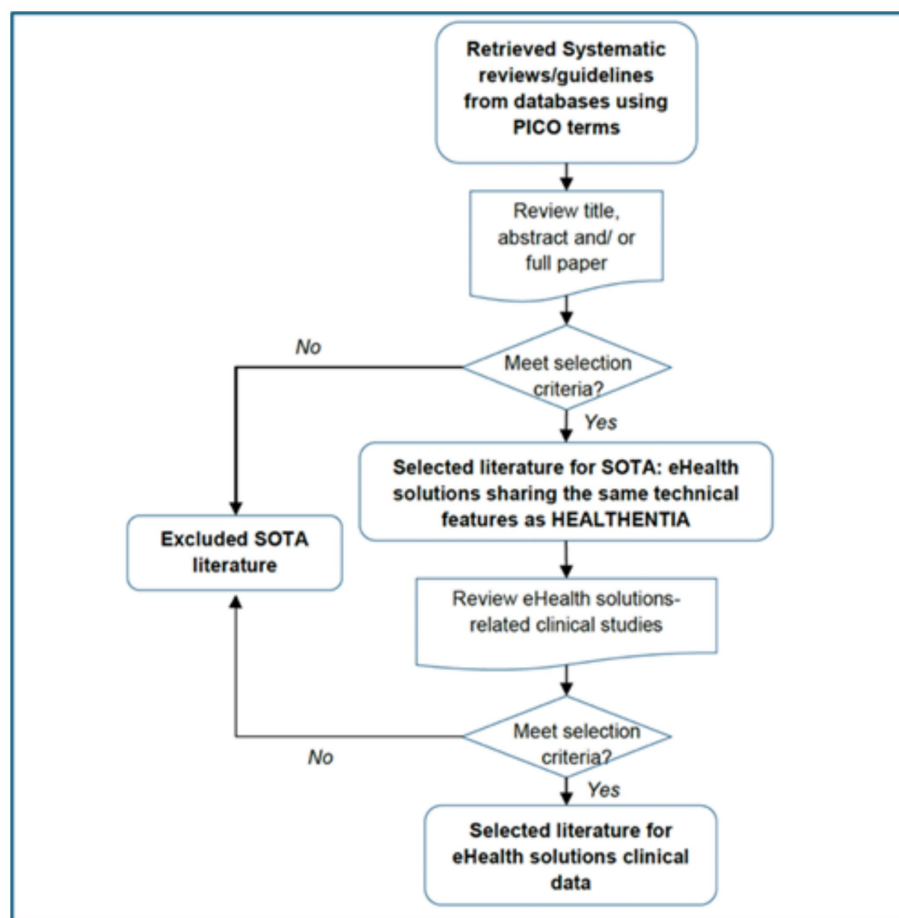 Retrieved Systematic
reviews/guidelines
from databases using
PICO terms
Review title,
abstract and/ or
full paper
No
Meet selection
criteria?
Yes
Selected literature for SOTA: eHealth
solutions sharing the same technical
features as HEALTHENTIA
Excluded SOTA
literature
Review eHealth solutions-
related clinical studies
Meet selection
criteria?
No
Yes
Selected literature for
eHealth solutions clinical
data